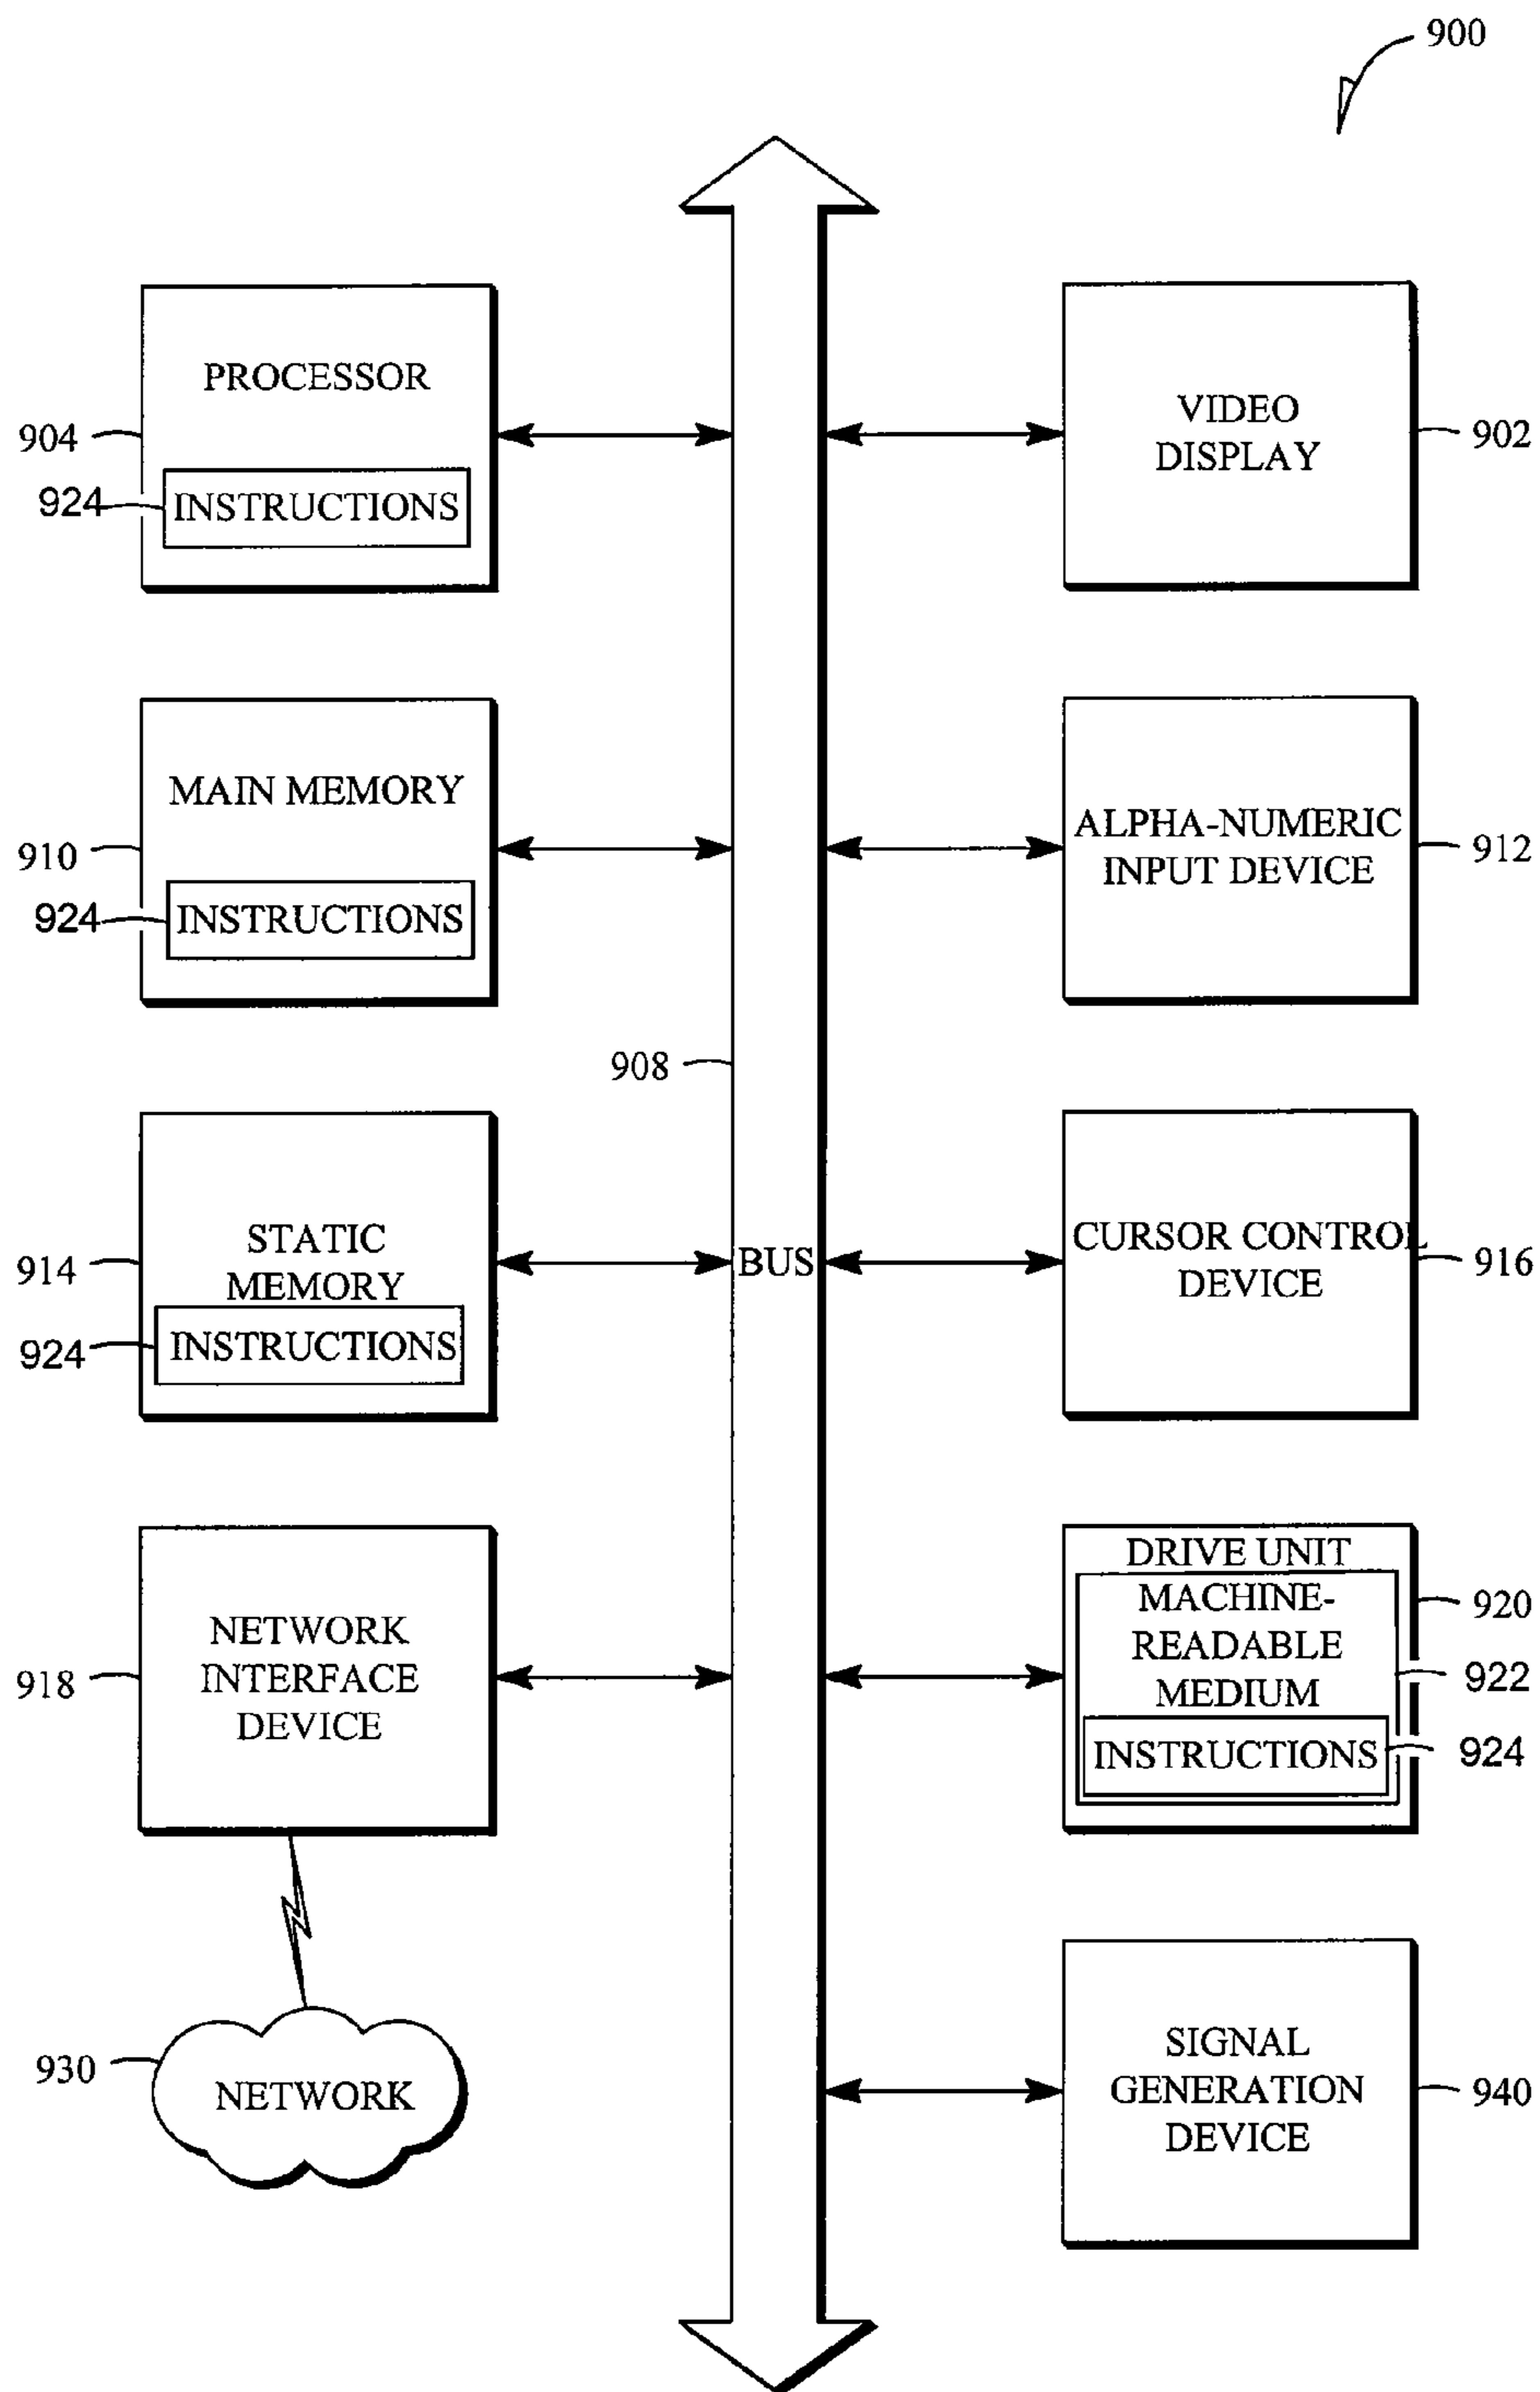 900
PROCESSOR
904
924
INSTRUCTIONS
VIDEO
DISPLAY
902
MAIN MEMORY
910
924
INSTRUCTIONS
ALPHA-NUMERIC
INPUT DEVICE
912
908
BUS
STATIC
MEMORY
914
924
INSTRUCTIONS
CURSOR CONTROL
DEVICE
916
NETWORK
INTERFACE
DEVICE
918
DRIVE UNIT
920
MACHINE-
READABLE
MEDIUM
922
INSTRUCTIONS
924
930
NETWORK
SIGNAL
GENERATION
DEVICE
940